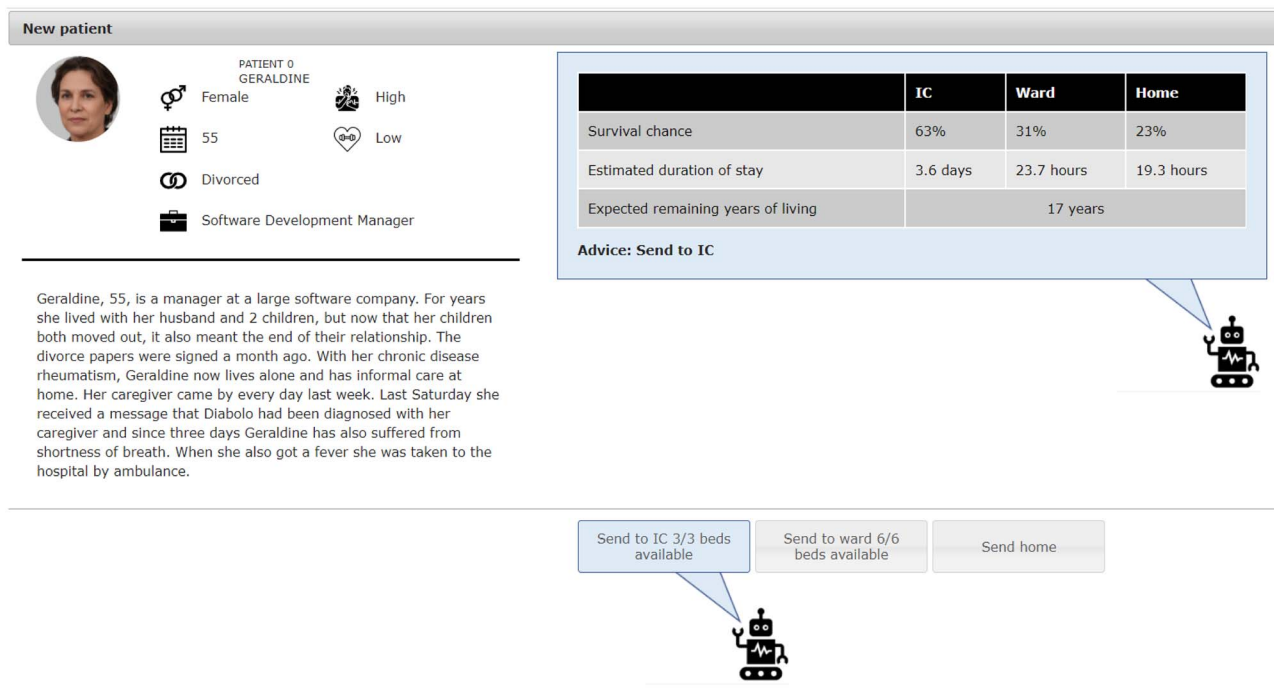 New patient
PATIENT 0
GERALDINE
Female
High
55
Low
Divorced
Software Development Manager
IC Ward Home
Survival chance 63% 31% 23%
Estimated duration of stay 3.6 days 23.7 hours 19.3 hours
Expected remaining years of living 17 years
Advice: Send to IC
Geraldine, 55, is a manager at a large software company. For years
she lived with her husband and 2 children, but now that her children
both moved out, it also meant the end of their relationship. The
divorce papers were signed a month ago. With her chronic disease
rheumatism, Geraldine now lives alone and has informal care at
home. Her caregiver came by every day last week. Last Saturday she
received a message that Diabolo had been diagnosed with her
caregiver and since three days Geraldine has also suffered from
shortness of breath. When she also got a fever she was taken to the
hospital by ambulance.
Send to IC 3/3 beds
available
Send to ward 6/6
beds available
Send home